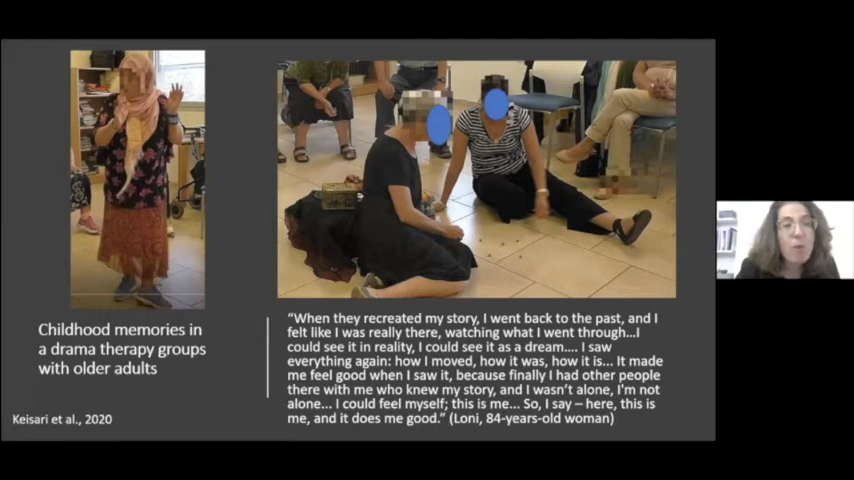 Childhood memories in
a drama therapy groups
with older adults
Keisari et al., 2020
“When they recreated my story, I went back to the past, and I
felt like I was really there, watching what I went through...I
could see it in reality, I could see it as a dream.... I saw
everything again: how I moved, how it was, how it is... It made
me feel good when I saw it, because finally I had other people
there with me who knew my story, and I wasn’t alone, I'm not
alone... I could feel myself; this is me... So, I say – here, this is
me, and it does me good.” (Loni, 84-years-old woman)